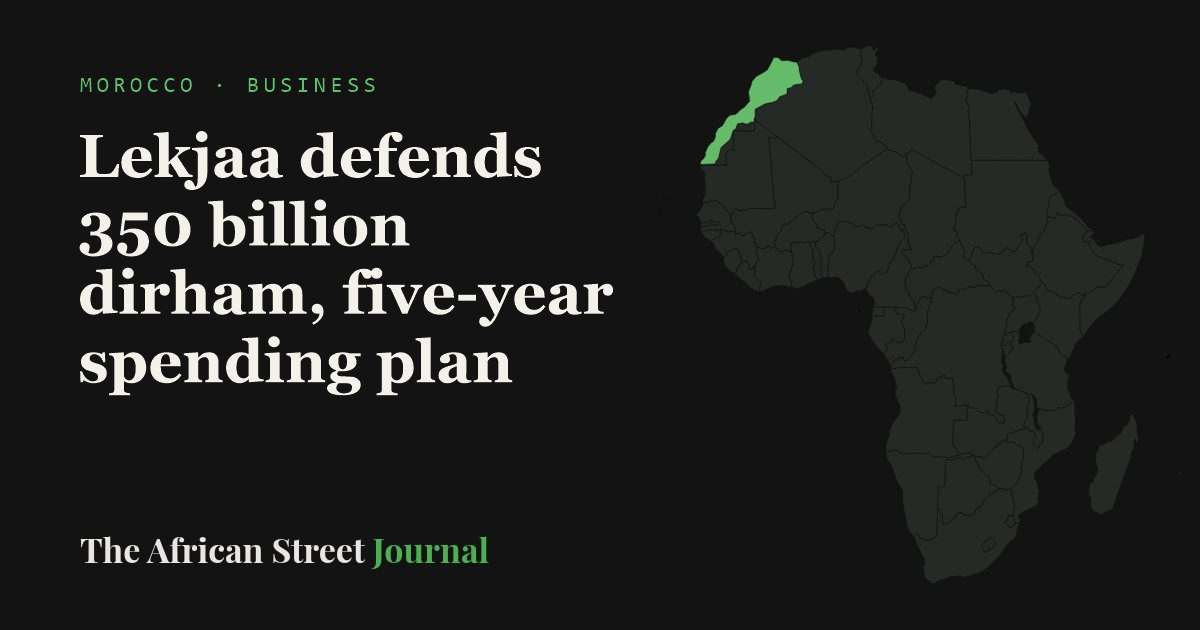 MOROCCO · BUSINESS
Lekjaa defends
350 billion
dirham, five-year
spending plan
The African Street Journal